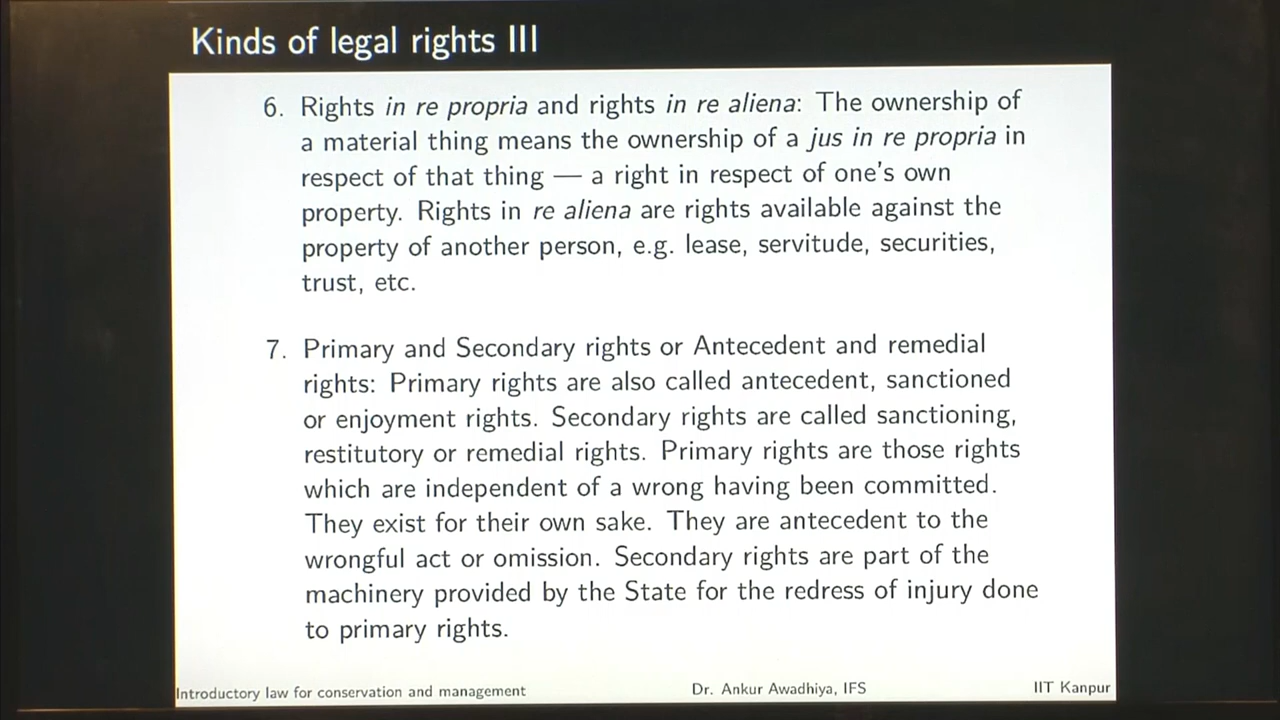 Kinds of legal rights III
6. Rights in re propria and rights in re aliena: The ownership of
a material thing means the ownership of a jus in re propria in
respect of that thing — a right in respect of one's own
property. Rights in re aliena are rights available against the
property of another person, e.g. lease, servitude, securities,
trust, etc.
7. Primary and Secondary rights or Antecedent and remedial
rights: Primary rights are also called antecedent, sanctioned
or enjoyment rights. Secondary rights are called sanctioning,
restitutory or remedial rights. Primary rights are those rights
which are independent of a wrong having been committed.
They exist for their own sake. They are antecedent to the
wrongful act or omission. Secondary rights are part of the
machinery provided by the State for the redress of injury done
to primary rights.
Introductory law for conservation and management Dr. Ankur Awadhiya, IFS IIT Kanpur